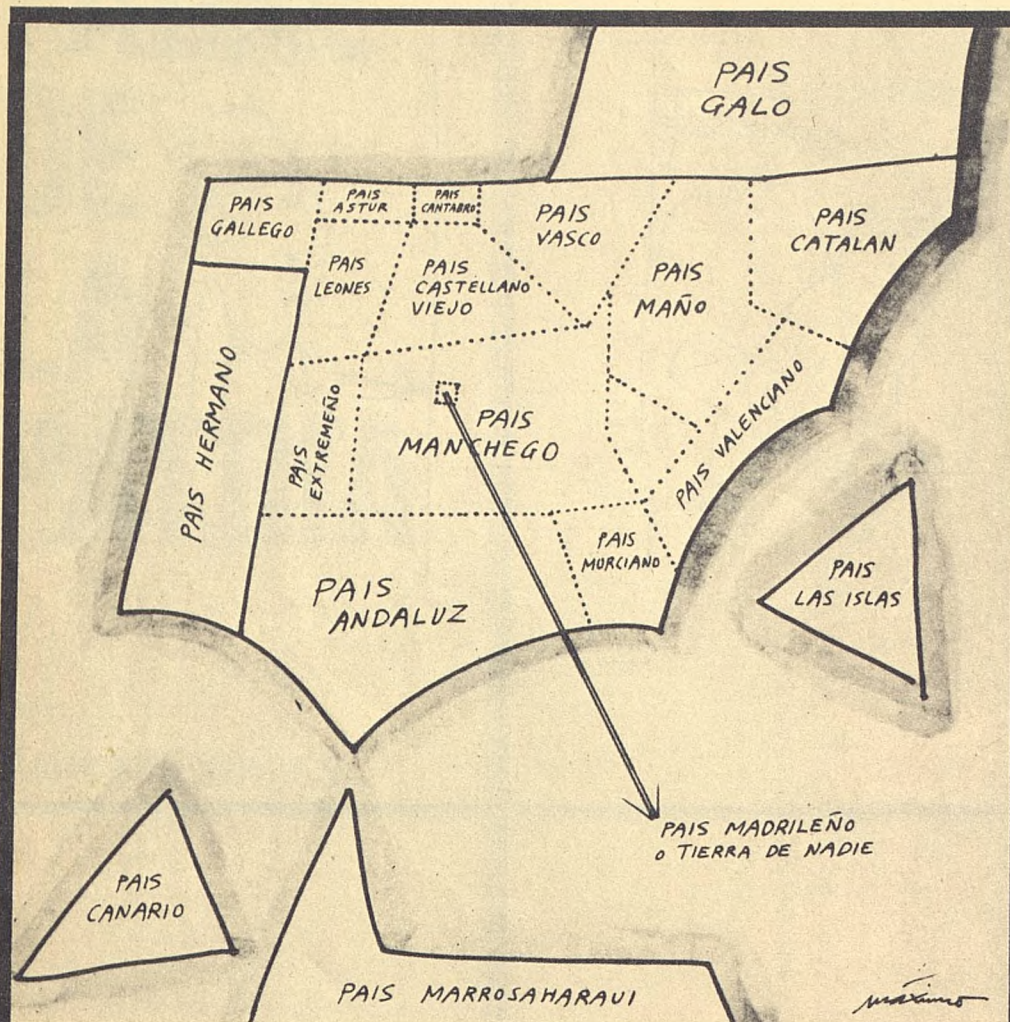 PAIS
GALO
PAIS
GALLEGO
PAIS
ASTUR
PAIS
CANTABRO
PAIS
VASCO
PAIS
CATALAN
PAIS
LEONES
PAIS
CASTELLANO
VIEJO
PAIS
MAÑO
PAIS HERMANO
PAIS
EXTREMEÑO
PAIS
MANCHEGO
PAIS VALENCIANO
PAIS
MURCIANO
PAIS
ANDALUZ
PAIS
LAS ISLAS
PAIS MADRILEÑO
o TIERRA DE NADIE
PAIS
CANARIO
PAIS MARROSAHARAUI
máximo